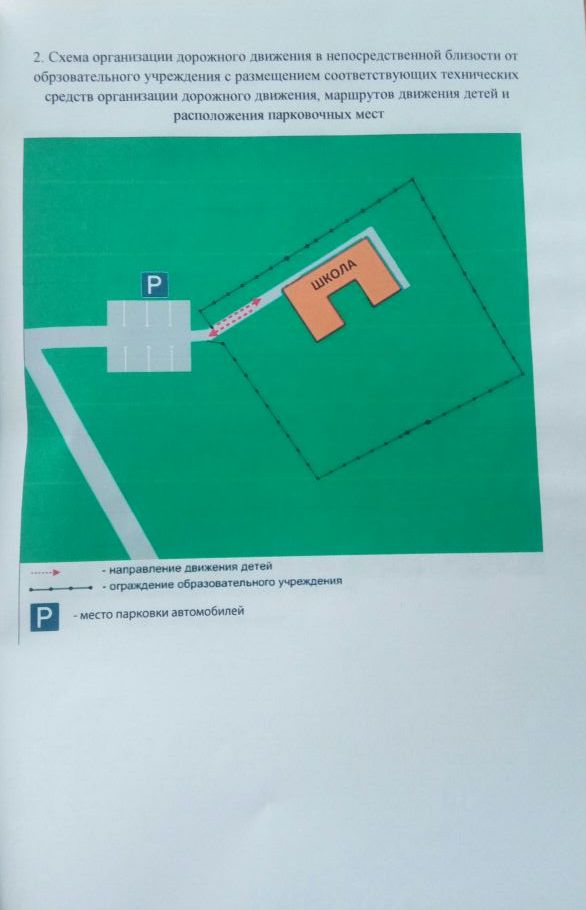 2. Схема организации дорожного движения в непосредственной близости от
обрзовательного учреждения с размещением соответствующих технических
средств организации дорожного движения, маршрутов движения детей и
расположения парковочных мест
P
ШКОЛА
- направление движения детей
- ограждение образовательного учреждения
P - место парковки автомобилей